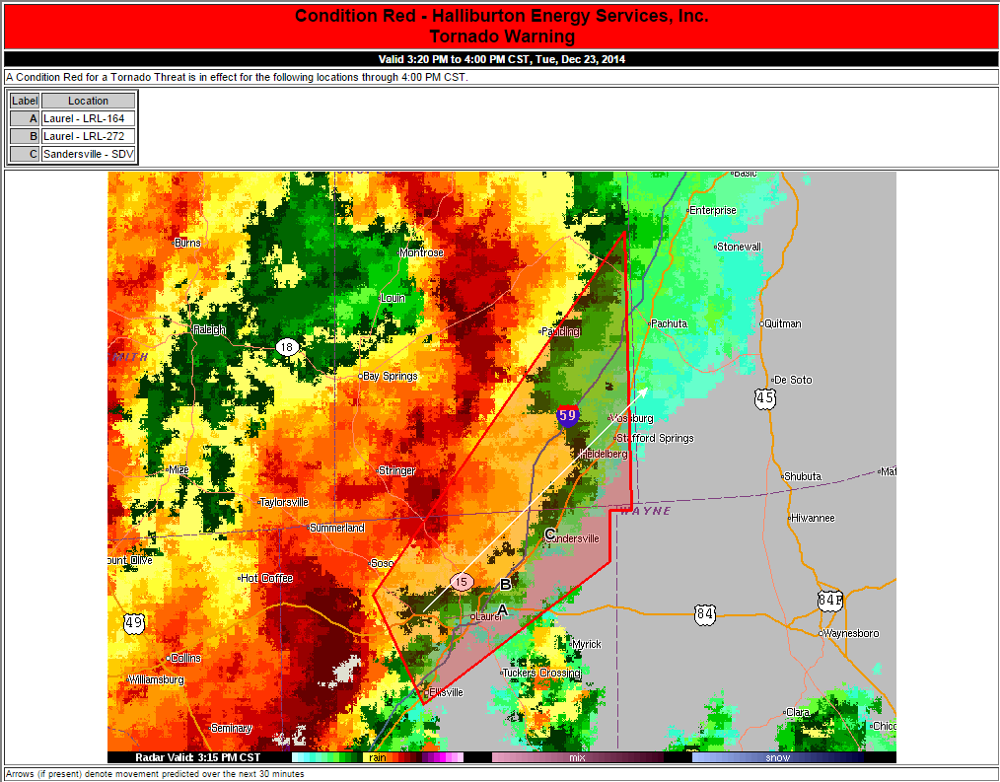 Condition Red - Halliburton Energy Services, Inc.
Tornado Warning
Valid 3:20 PM to 4:00 PM CST, Tue, Dec 23, 2014
A Condition Red for a Tornado Threat is in effect for the following locations through 4:00 PM CST.
Label Location
A Laurel - LRL-164
B Laurel - LRL-272
C Sandersville - SDV
Basic
Enterprise
Burns
Stonewall
Montrose
Louin
Raleigh
Paulding
Pachuta
Quitman
18
Bay Springs
De Soto
45
59
Vossburg
Stafford Springs
Heidelberg
Mize
Stringer
Shubuta
Taylorsville
WAYNE
Hiwannee
Summerland
C
Sandersville
Soso
Hot Coffee
15
B
A
Laurel
84
49
Waynesboro
Myrick
Collins
Williamsburg
Tuckers Crossing
Ellisville
Clara
Seminary
Radar Valid: 3:15 PM CST
rain
mix
snow
Arrows (if present) denote movement predicted over the next 30 minutes